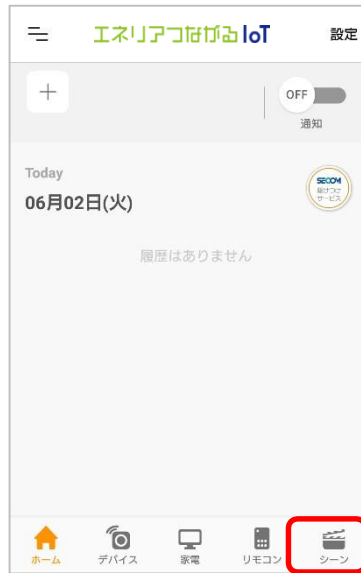 エネリアつながるIoT
設定
OFF
通知
Today
06月02日(火)
SECOM
駆けつけ
サービス
履歴はありません
ホーム
デバイス
家電
リモコン
シーン